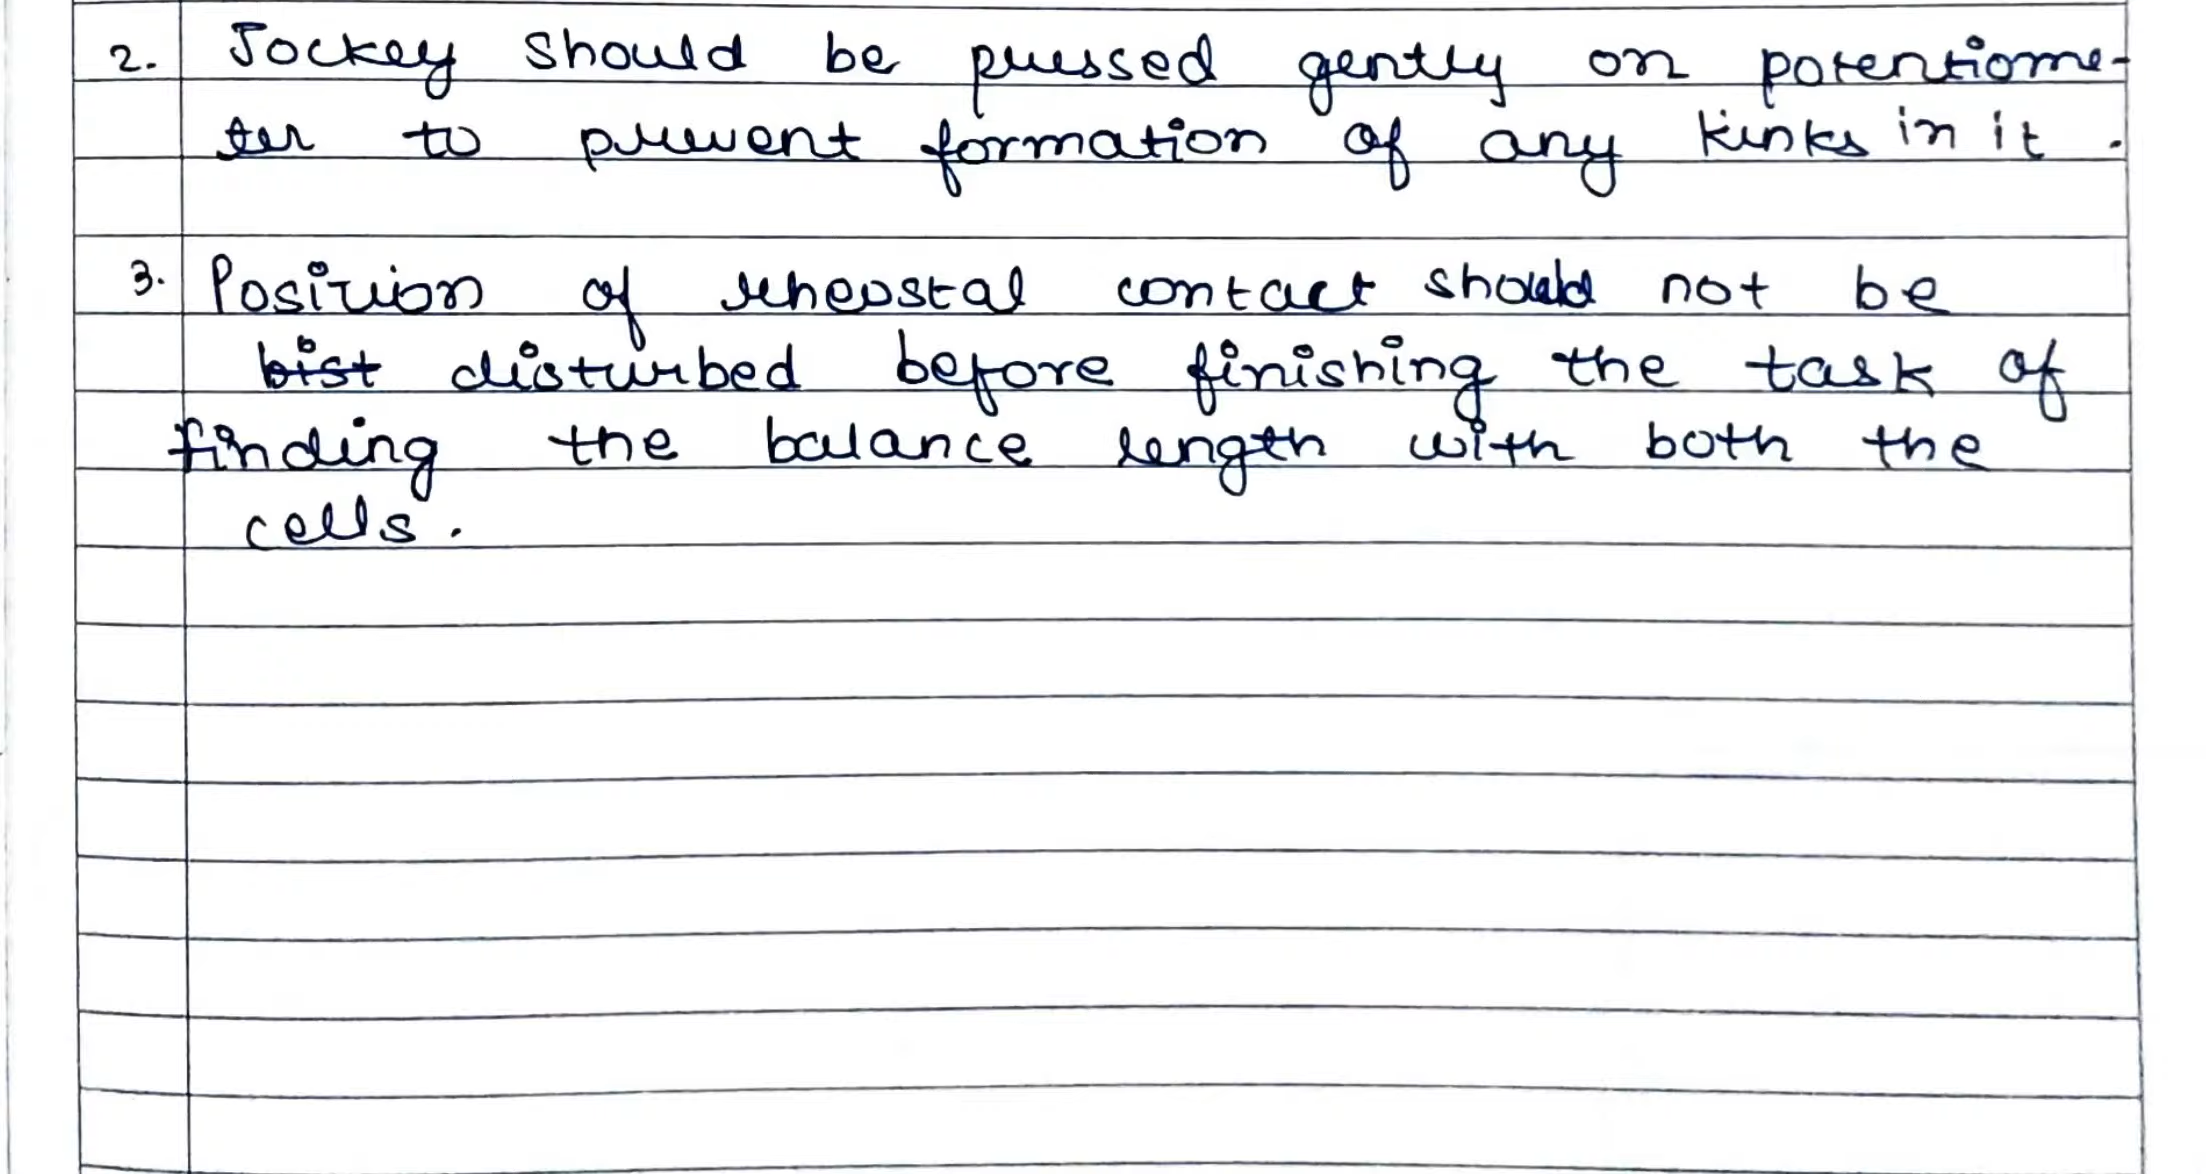 2. Jockey should be pressed gently on potentiome-
ter to prevent formation of any kinks in it .
3. Position of rheostal contact should not be
bist disturbed before finishing the task of
finding the balance length with both the
cells .